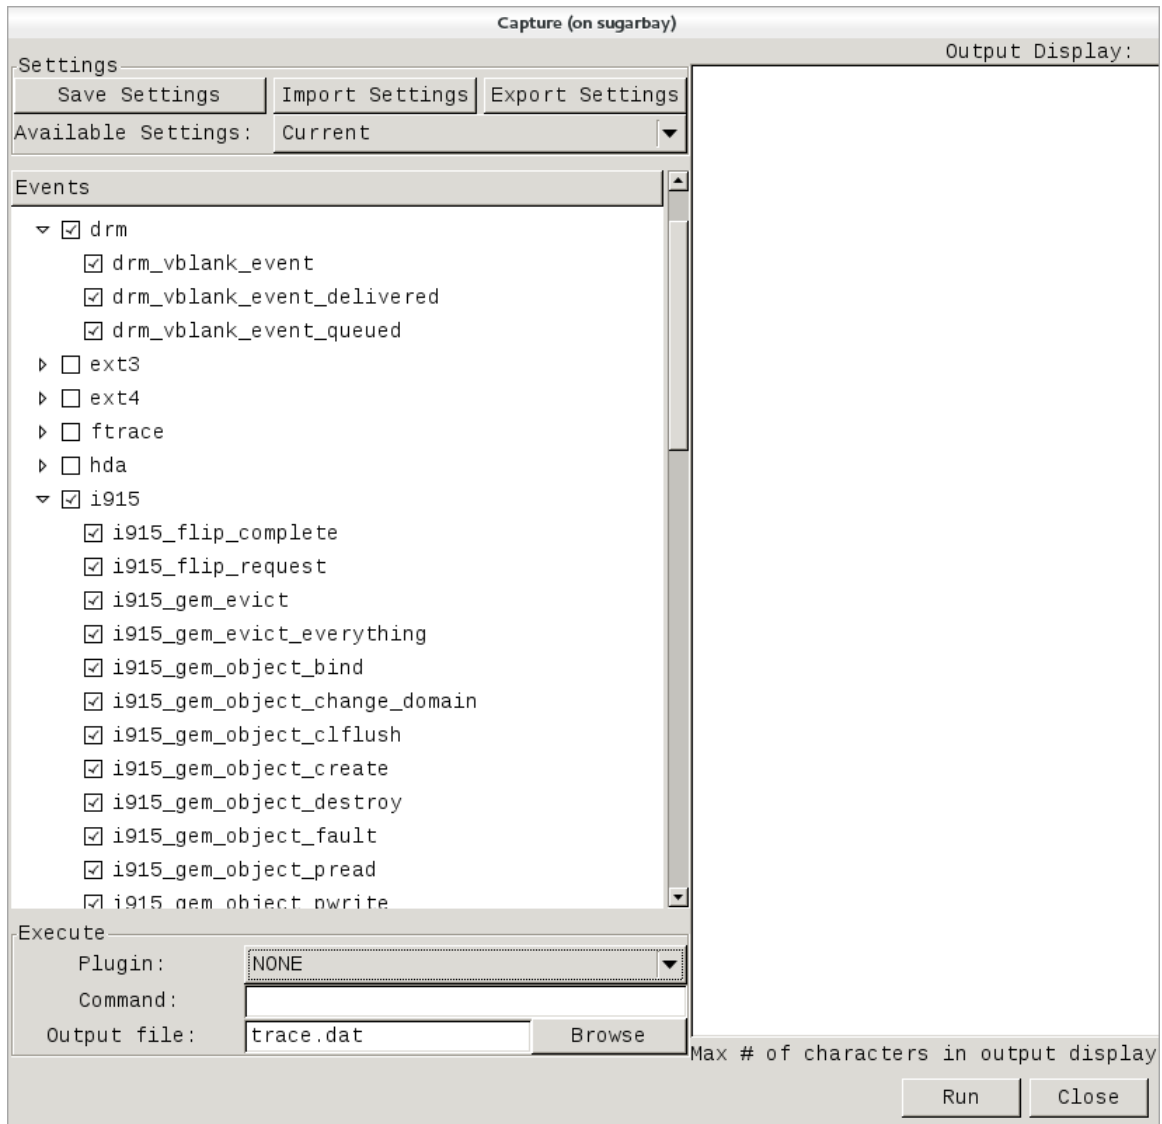 Capture (on sugarbay)
Settings
Save Settings Import Settings Export Settings
Available Settings: Current
Output Display:
Events
drm
drm_vblank_event
drm_vblank_event_delivered
drm_vblank_event_queued
ext3
ext4
ftrace
hda
i915
i915_flip_complete
i915_flip_request
i915_gem_evict
i915_gem_evict_everything
i915_gem_object_bind
i915_gem_object_change_domain
i915_gem_object_clflush
i915_gem_object_create
i915_gem_object_destroy
i915_gem_object_fault
i915_gem_object_pread
i915_gem_object_pwrite
Execute
Plugin: NONE
Command:
Output file: trace.dat Browse
Max # of characters in output display
Run Close